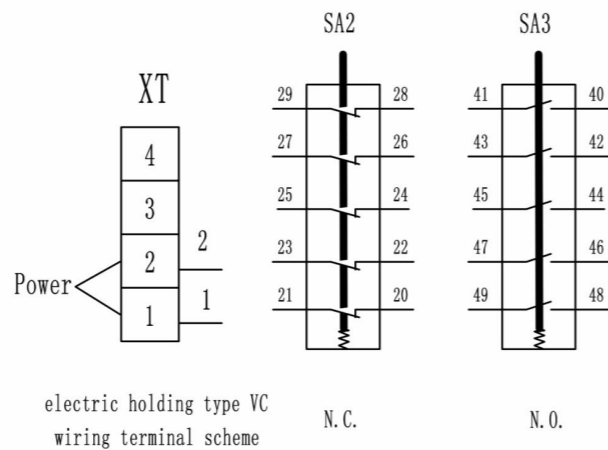 SA2 SA3
XT
29 28 41 40
4
27 26 43 42
3
25 24 45 44
2 2 23 22 47 46
Power
1 1 21 20 49 48
electric holding type VC N.C. N.O.
wiring terminal scheme